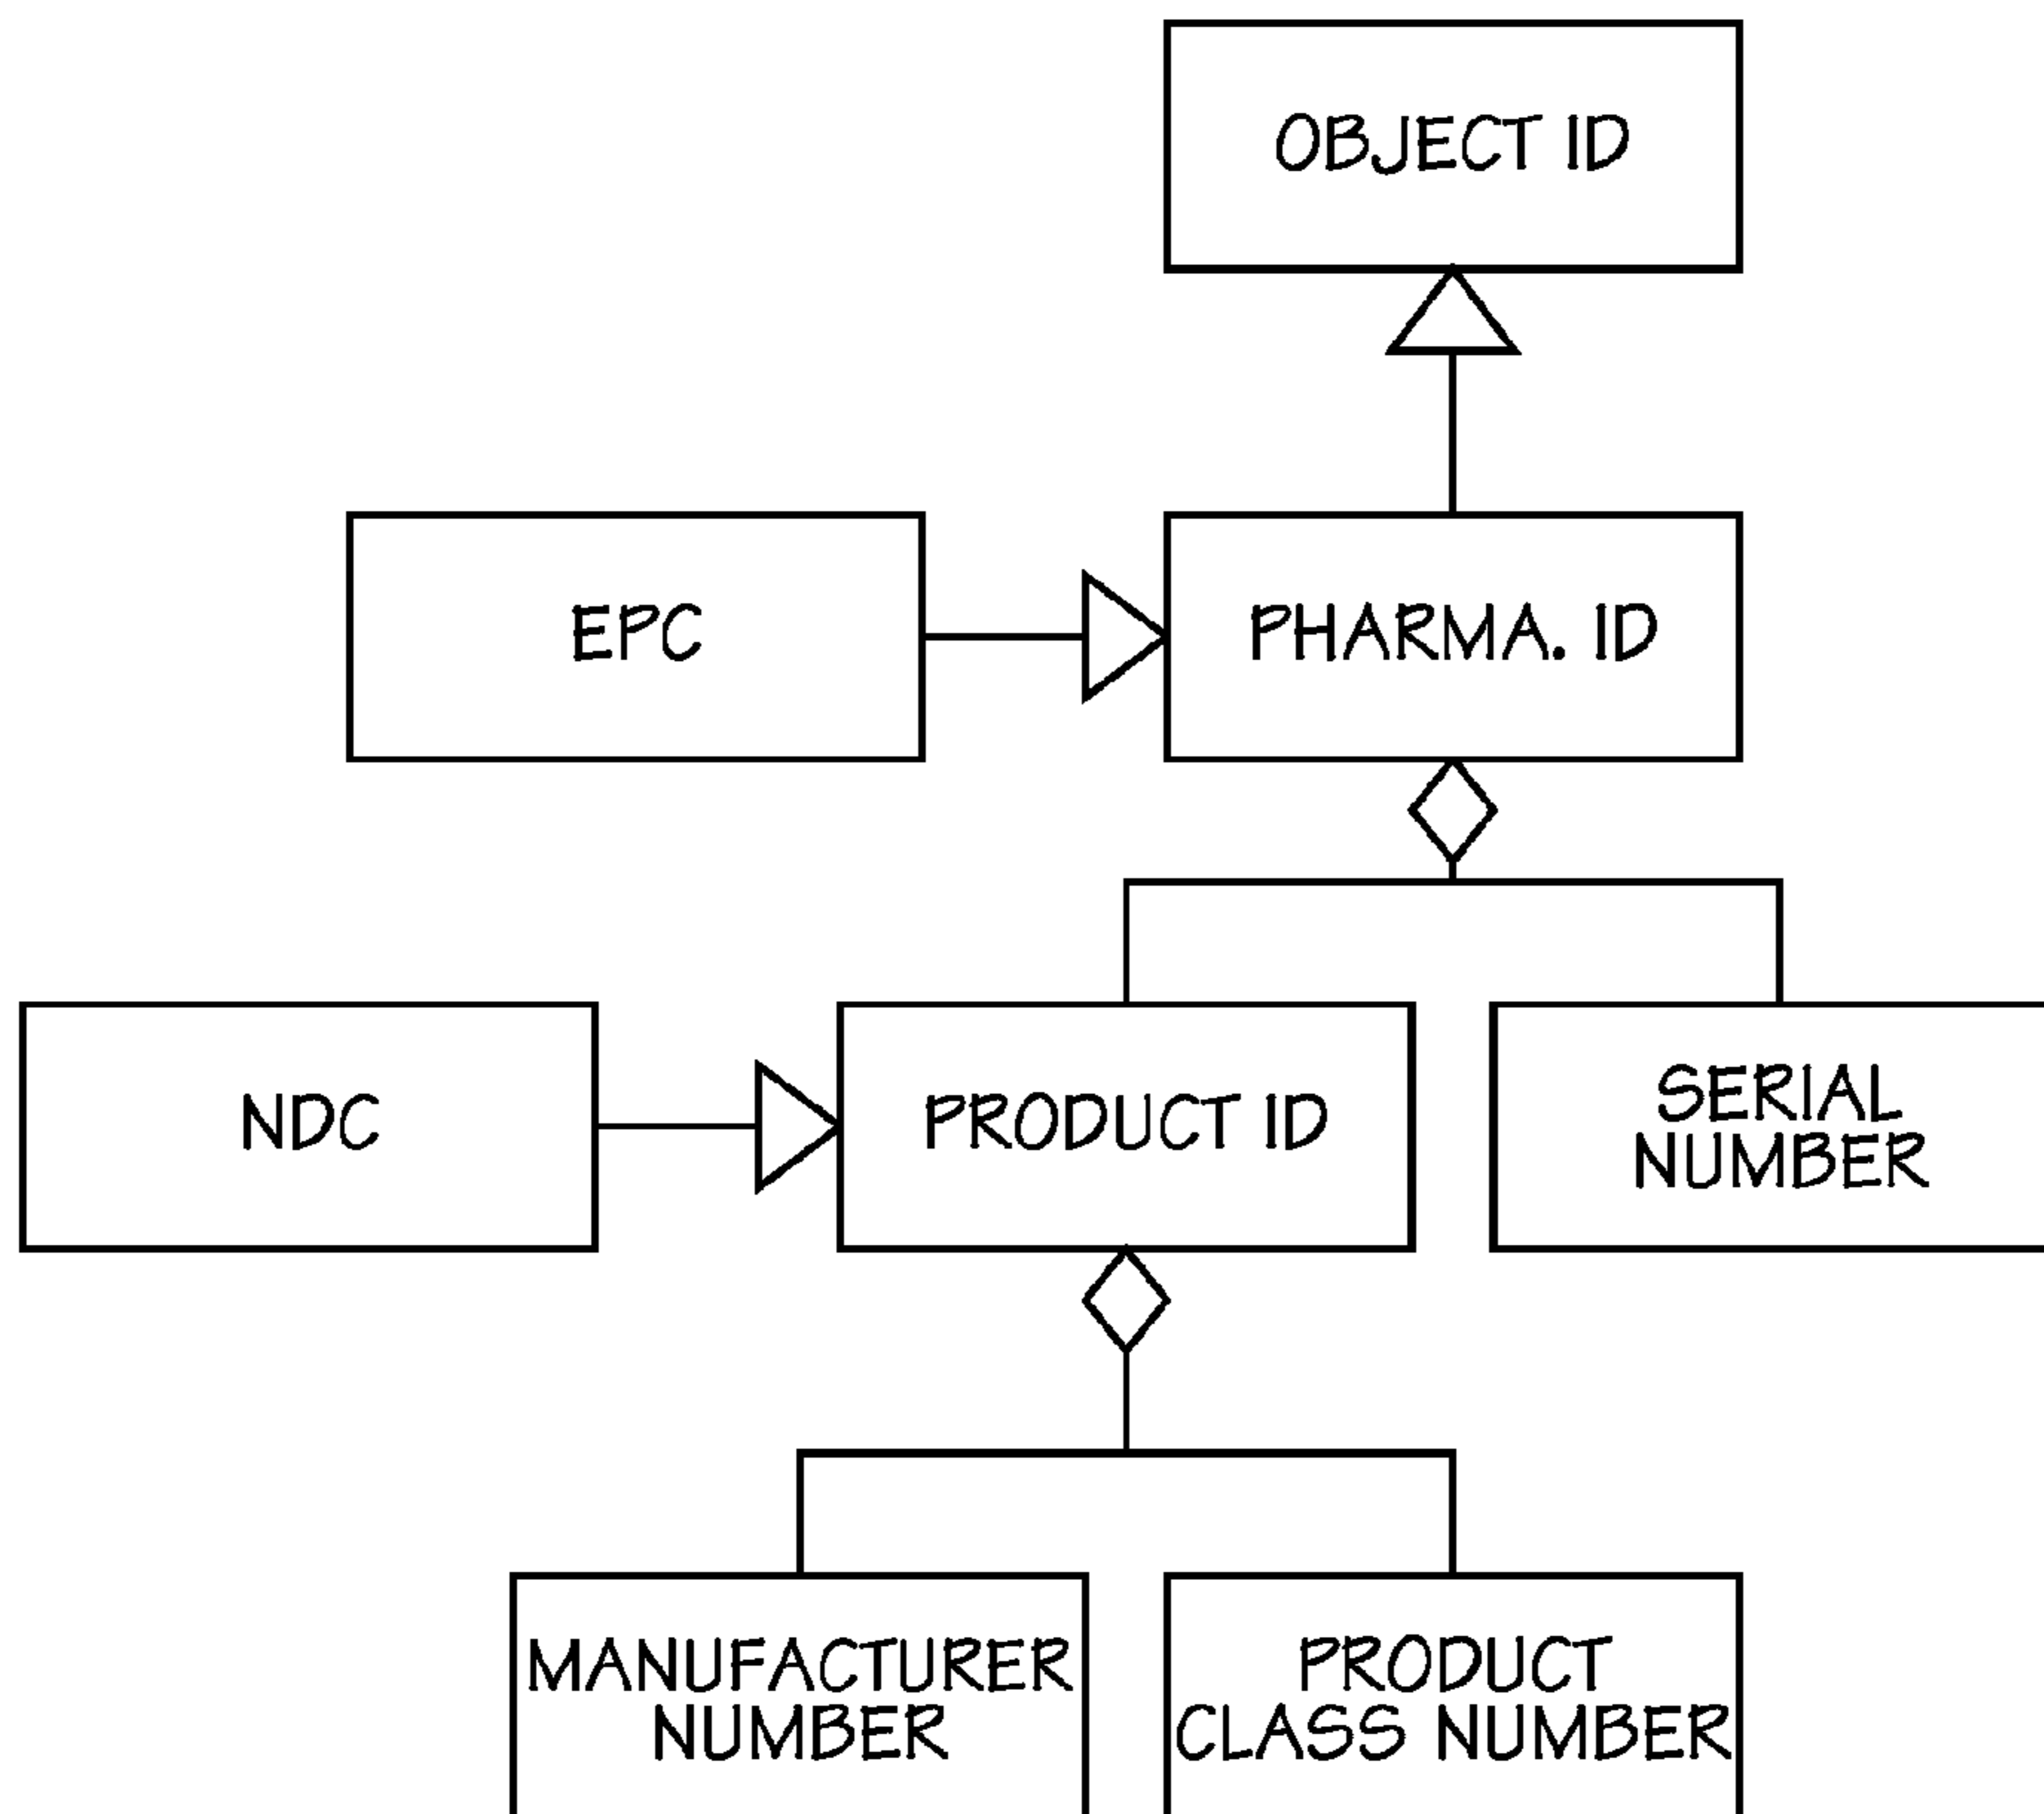 OBJECT ID
EPC
PHARMA. ID
NDC
PRODUCT ID
SERIAL
NUMBER
MANUFACTURER
NUMBER
PRODUCT
CLASS NUMBER